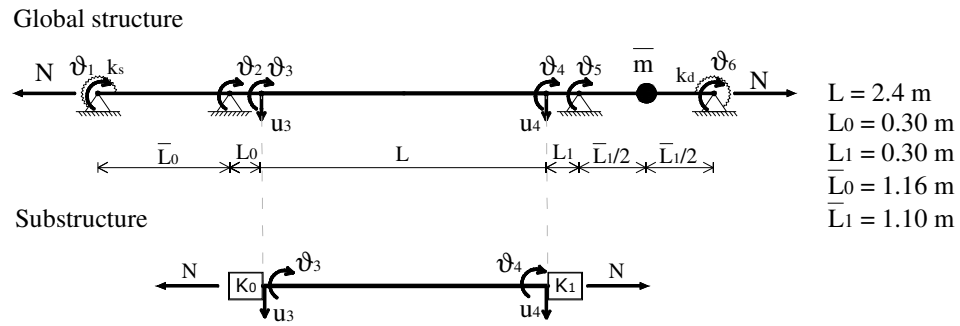 Global structure
N ϑ1 ks ϑ2 ϑ3 ϑ4 ϑ5 m̅ kd ϑ6 N
u3 u4
L̅0 L0 L L1 L̅1/2 L̅1/2
L = 2.4 m
L0 = 0.30 m
L1 = 0.30 m
L̅0 = 1.16 m
L̅1 = 1.10 m
Substructure
N K0 ϑ3 ϑ4 K1 N
u3 u4